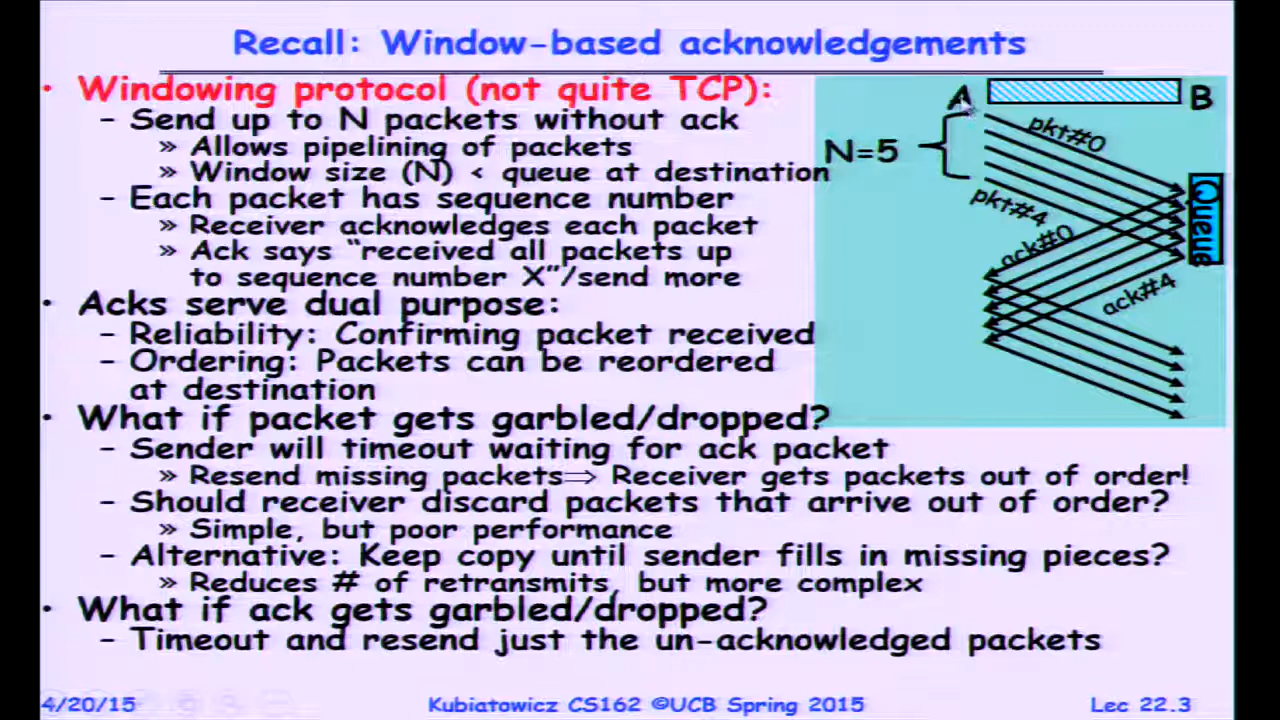 Recall: Window-based acknowledgements
• Windowing protocol (not quite TCP):
– Send up to N packets without ack
» Allows pipelining of packets
» Window size (N) < queue at destination
– Each packet has sequence number
» Receiver acknowledges each packet
» Ack says “received all packets up
to sequence number X”/send more
• Acks serve dual purpose:
– Reliability: Confirming packet received
– Ordering: Packets can be reordered
at destination
• What if packet gets garbled/dropped?
– Sender will timeout waiting for ack packet
» Resend missing packets⇒ Receiver gets packets out of order!
– Should receiver discard packets that arrive out of order?
» Simple, but poor performance
– Alternative: Keep copy until sender fills in missing pieces?
» Reduces # of retransmits, but more complex
• What if ack gets garbled/dropped?
– Timeout and resend just the un-acknowledged packets
A
B
N=5
pkt#0
pkt#4
ack#0
ack#4
Queue
4/20/15
Kubiatowicz CS162 ©UCB Spring 2015
Lec 22.3